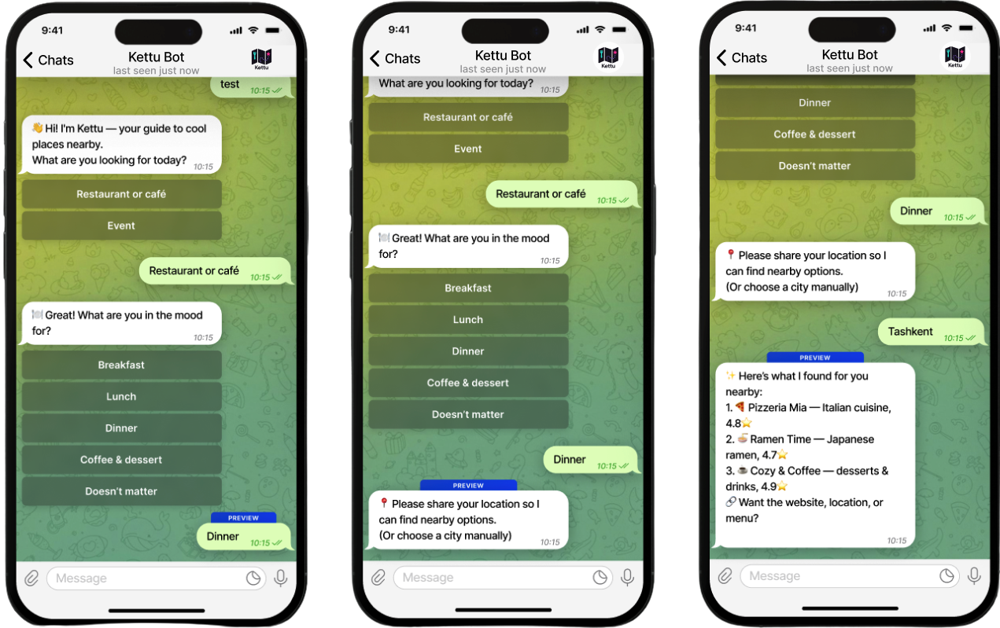 9:41
Chats
Kettu Bot
last seen just now
Kettu
test
10:15
👋 Hi! I'm Kettu — your guide to cool
places nearby.
What are you looking for today?
10:15
Restaurant or café
Event
Restaurant or café
10:15
🍽️ Great! What are you in the mood
for?
10:15
Breakfast
Lunch
Dinner
Coffee & dessert
Doesn't matter
PREVIEW
Dinner
10:15
Message
9:41
Chats
Kettu Bot
last seen just now
Kettu
What are you looking for today?
10:15
Restaurant or café
Event
Restaurant or café
10:15
🍽️ Great! What are you in the mood
for?
10:15
Breakfast
Lunch
Dinner
Coffee & dessert
Doesn't matter
Dinner
10:15
PREVIEW
📍 Please share your location so I
can find nearby options.
(Or choose a city manually)
10:15
Message
9:41
Chats
Kettu Bot
last seen just now
Kettu
Dinner
Coffee & dessert
Doesn't matter
Dinner
10:15
📍 Please share your location so I
can find nearby options.
(Or choose a city manually)
10:15
Tashkent
10:15
PREVIEW
✨ Here's what I found for you
nearby:
1. 🍕 Pizzeria Mia — Italian cuisine,
4.8⭐
2. 🍜 Ramen Time — Japanese
ramen, 4.7⭐
3. ☕ Cozy & Coffee — desserts &
drinks, 4.9⭐
🔗 Want the website, location, or
menu?
10:15
Message